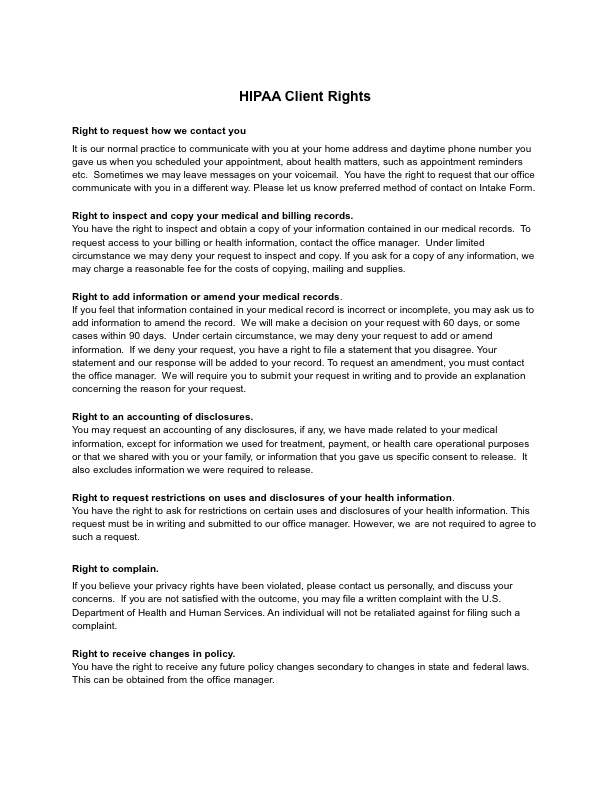 HIPAA Client Rights
Right to request how we contact you
It is our normal practice to communicate with you at your home address and daytime phone number you
gave us when you scheduled your appointment, about health matters, such as appointment reminders
etc.  Sometimes we may leave messages on your voicemail.  You have the right to request that our office
communicate with you in a different way. Please let us know preferred method of contact on Intake Form.
Right to inspect and copy your medical and billing records.
You have the right to inspect and obtain a copy of your information contained in our medical records.  To
request access to your billing or health information, contact the office manager.  Under limited
circumstance we may deny your request to inspect and copy. If you ask for a copy of any information, we
may charge a reasonable fee for the costs of copying, mailing and supplies.
Right to add information or amend your medical records.
If you feel that information contained in your medical record is incorrect or incomplete, you may ask us to
add information to amend the record.  We will make a decision on your request with 60 days, or some
cases within 90 days.  Under certain circumstance, we may deny your request to add or amend
information.  If we deny your request, you have a right to file a statement that you disagree. Your
statement and our response will be added to your record. To request an amendment, you must contact
the office manager.  We will require you to submit your request in writing and to provide an explanation
concerning the reason for your request.
Right to an accounting of disclosures.
You may request an accounting of any disclosures, if any, we have made related to your medical
information, except for information we used for treatment, payment, or health care operational purposes
or that we shared with you or your family, or information that you gave us specific consent to release.  It
also excludes information we were required to release.
Right to request restrictions on uses and disclosures of your health information.
You have the right to ask for restrictions on certain uses and disclosures of your health information. This
request must be in writing and submitted to our office manager. However, we are not required to agree to
such a request.
Right to complain.
If you believe your privacy rights have been violated, please contact us personally, and discuss your
concerns.  If you are not satisfied with the outcome, you may file a written complaint with the U.S.
Department of Health and Human Services. An individual will not be retaliated against for filing such a
complaint.
Right to receive changes in policy.
You have the right to receive any future policy changes secondary to changes in state and federal laws.
This can be obtained from the office manager.